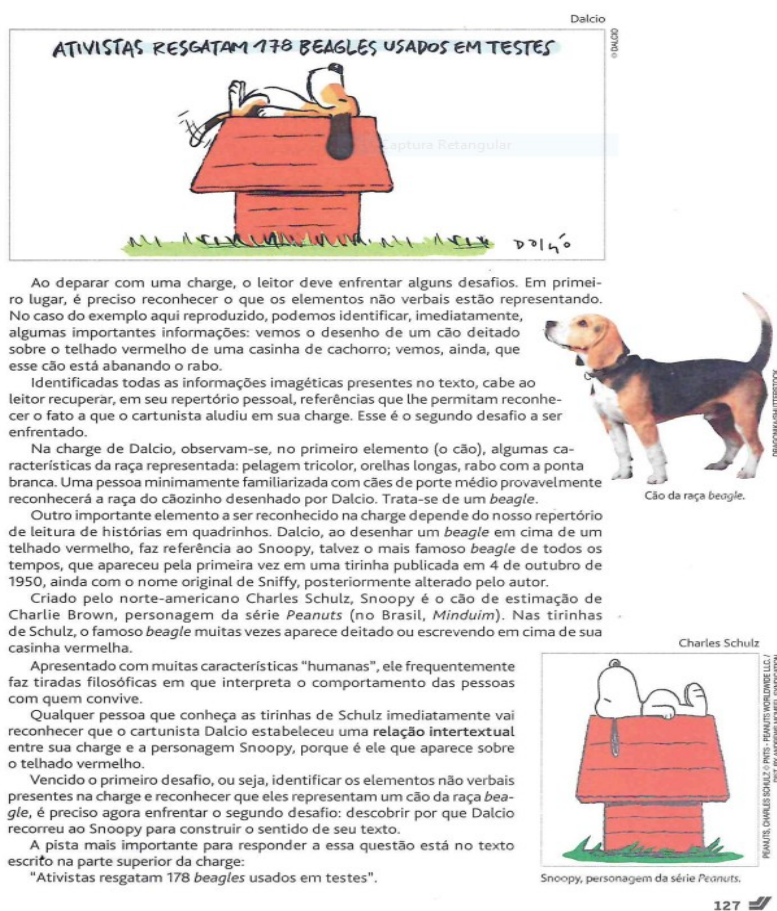 Dalcio
© DALCIO
ATIVISTAS RESGATAM 178 BEAGLES USADOS EM TESTES
Captura Retangular
DALCIÓ
Ao deparar com uma charge, o leitor deve enfrentar alguns desafios. Em primei-
ro lugar, é preciso reconhecer o que os elementos não verbais estão representando.
No caso do exemplo aqui reproduzido, podemos identificar, imediatamente,
algumas importantes informações: vemos o desenho de um cão deitado
sobre o telhado vermelho de uma casinha de cachorro; vemos, ainda, que
esse cão está abanando o rabo.
Identificadas todas as informações imagéticas presentes no texto, cabe ao
leitor recuperar, em seu repertório pessoal, referências que lhe permitam reconhe-
cer o fato a que o cartunista aludiu em sua charge. Esse é o segundo desafio a ser
enfrentado.
Na charge de Dalcio, observam-se, no primeiro elemento (o cão), algumas ca-
racterísticas da raça representada: pelagem tricolor, orelhas longas, rabo com a ponta
branca. Uma pessoa minimamente familiarizada com cães de porte médio provavelmente
reconhecerá a raça do cãozinho desenhado por Dalcio. Trata-se de um beagle.
DRAGOMIKA/SHUTTERSTOCK
Cão da raça beagle.
Outro importante elemento a ser reconhecido na charge depende do nosso repertório
de leitura de histórias em quadrinhos. Dalcio, ao desenhar um beagle em cima de um
telhado vermelho, faz referência ao Snoopy, talvez o mais famoso beagle de todos os
tempos, que apareceu pela primeira vez em uma tirinha publicada em 4 de outubro de
1950, ainda com o nome original de Sniffy, posteriormente alterado pelo autor.
Criado pelo norte-americano Charles Schulz, Snoopy é o cão de estimação de
Charlie Brown, personagem da série Peanuts (no Brasil, Minduim). Nas tirinhas
de Schulz, o famoso beagle muitas vezes aparece deitado ou escrevendo em cima de sua
casinha vermelha.
Apresentado com muitas características "humanas", ele frequentemente
faz tiradas filosóficas em que interpreta o comportamento das pessoas
com quem convive.
Qualquer pessoa que conheça as tirinhas de Schulz imediatamente vai
reconhecer que o cartunista Dalcio estabeleceu uma relação intertextual
entre sua charge e a personagem Snoopy, porque é ele que aparece sobre
o telhado vermelho.
Vencido o primeiro desafio, ou seja, identificar os elementos não verbais
presentes na charge e reconhecer que eles representam um cão da raça bea-
gle, é preciso agora enfrentar o segundo desafio: descobrir por que Dalcio
recorreu ao Snoopy para construir o sentido de seu texto.
A pista mais importante para responder a essa questão está no texto
escrito na parte superior da charge:
"Ativistas resgatam 178 beagles usados em testes".
Charles Schulz
PEANUTS, CHARLES SCHULZ © PNTS - PEANUTS WORLDWIDE LLC. /
DIST. BY ANDREWS MCMEEL SYNDICATION
Snoopy, personagem da série Peanuts.
127